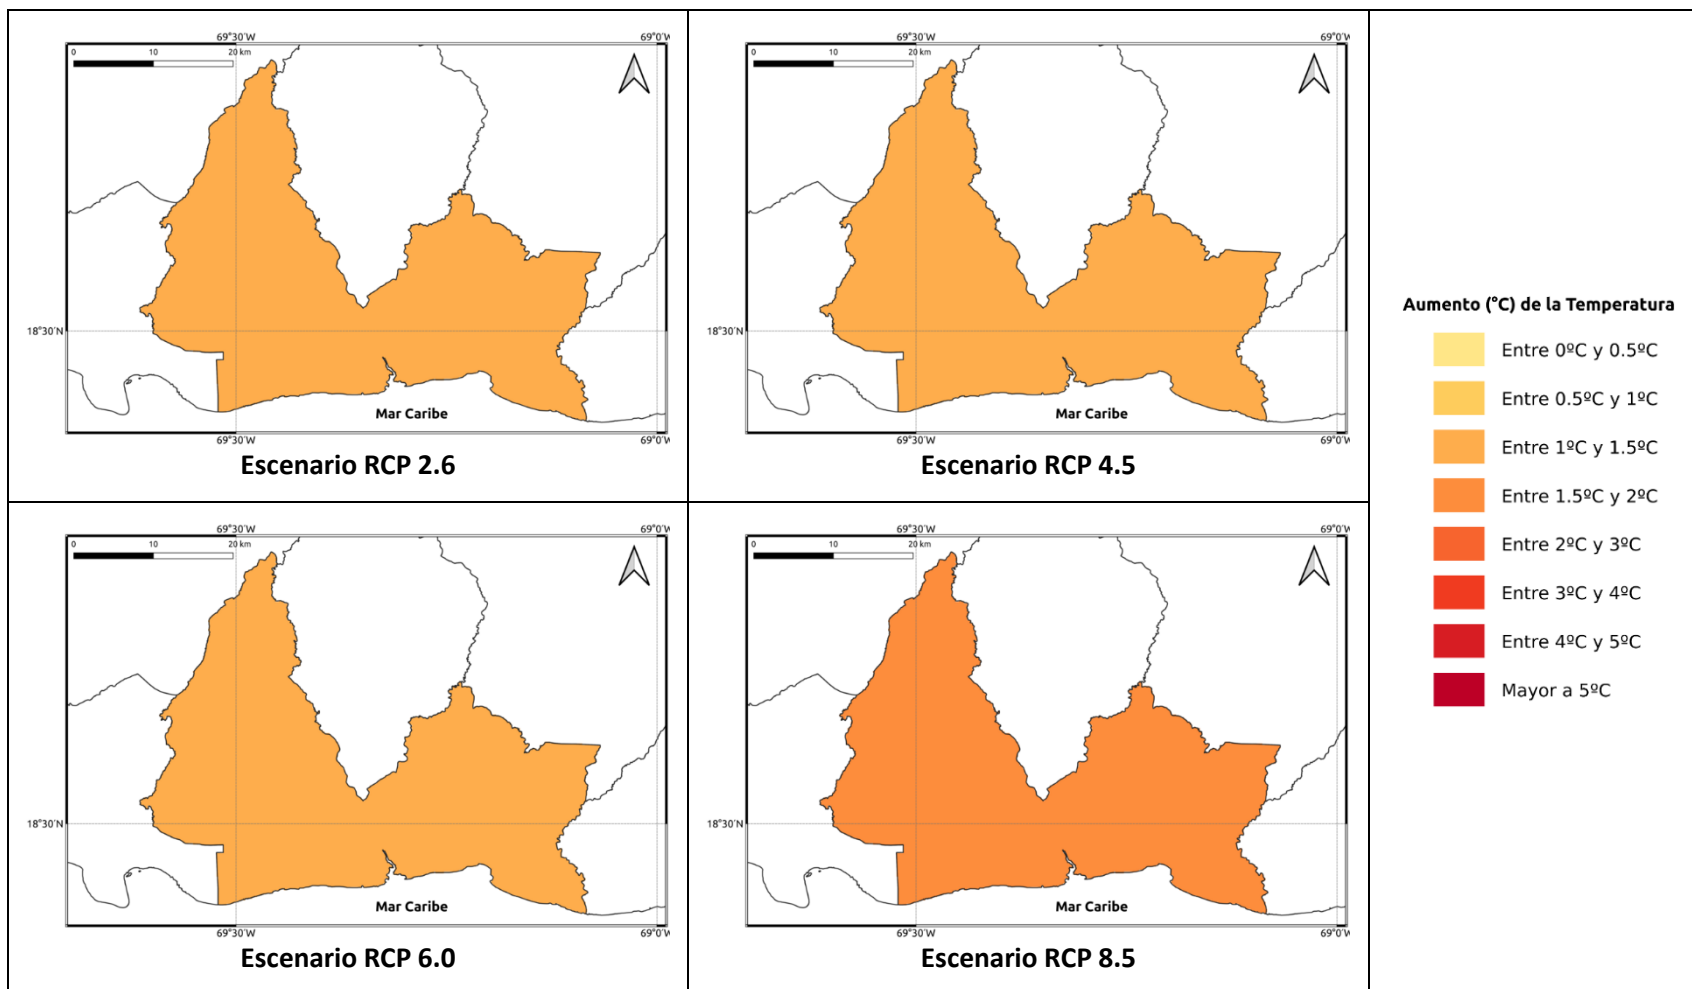 69°30'W
69°0'W
0 10 20 km
18°30'N
Mar Caribe
69°30'W
69°0'W
Escenario RCP 2.6
69°30'W
69°0'W
0 10 20 km
18°30'N
Mar Caribe
69°30'W
69°0'W
Escenario RCP 4.5
69°30'W
69°0'W
0 10 20 km
18°30'N
Mar Caribe
69°30'W
69°0'W
Escenario RCP 6.0
69°30'W
69°0'W
0 10 20 km
18°30'N
Mar Caribe
69°30'W
69°0'W
Escenario RCP 8.5
Aumento (°C) de la Temperatura
Entre 0ºC y 0.5ºC
Entre 0.5ºC y 1ºC
Entre 1ºC y 1.5ºC
Entre 1.5ºC y 2ºC
Entre 2ºC y 3ºC
Entre 3ºC y 4ºC
Entre 4ºC y 5ºC
Mayor a 5ºC